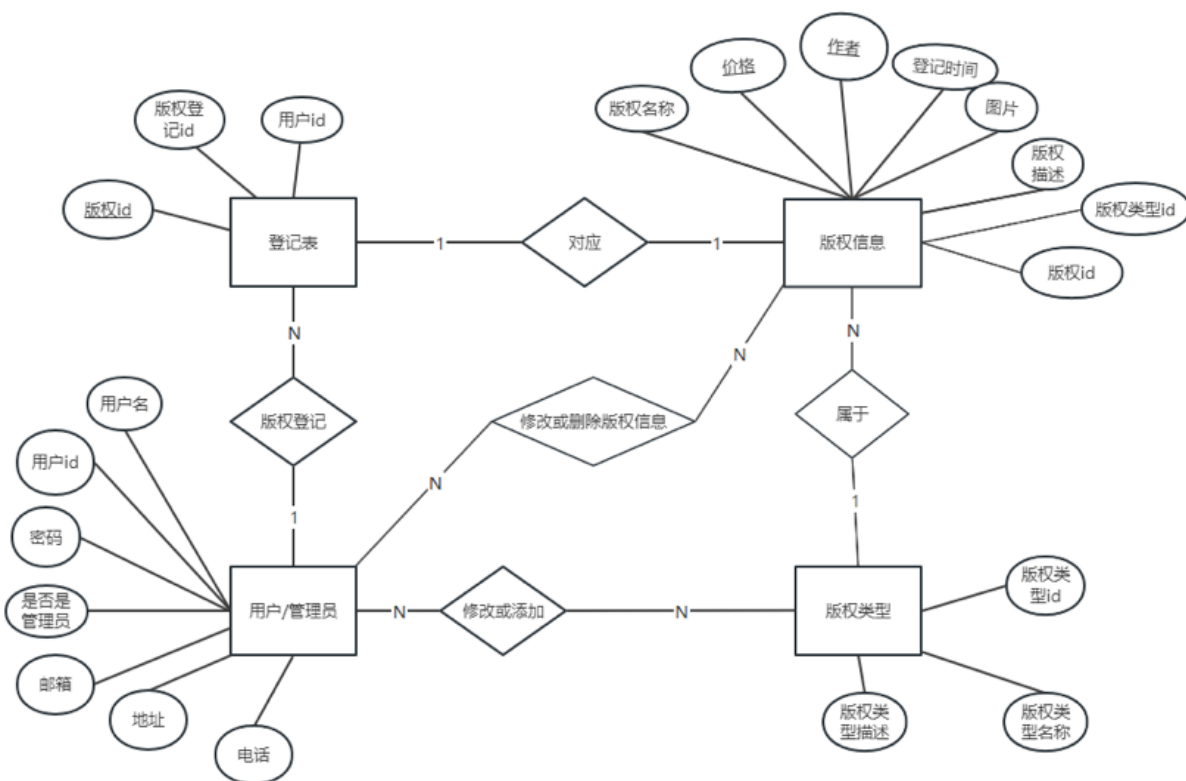 作者
价格
登记时间
版权名称
图片
版权登
记id
用户id
版权
描述
版权id
版权类型id
登记表
1
对应
1
版权信息
版权id
N
N
N
用户名
版权登记
修改或删除版权信息
属于
用户id
N
1
1
密码
是否是
管理员
用户/管理员
N
修改或添加
N
版权类型
版权类
型id
邮箱
地址
电话
版权类
型描述
版权类
型名称